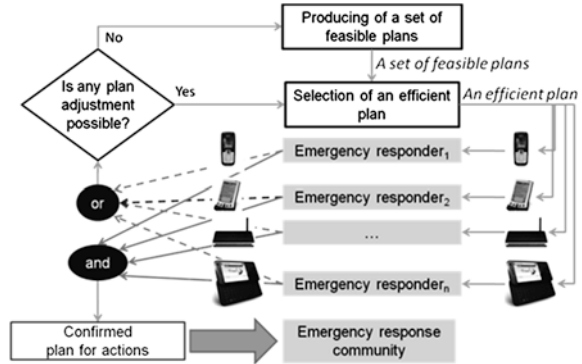 No
Producing of a set of
feasible plans
A set of feasible plans
Is any plan
adjustment
possible?
Yes
Selection of an efficient
plan
An efficient plan
Emergency responder1
or
Emergency responder2
...
and
Emergency respondern
Confirmed
plan for actions
Emergency response
community